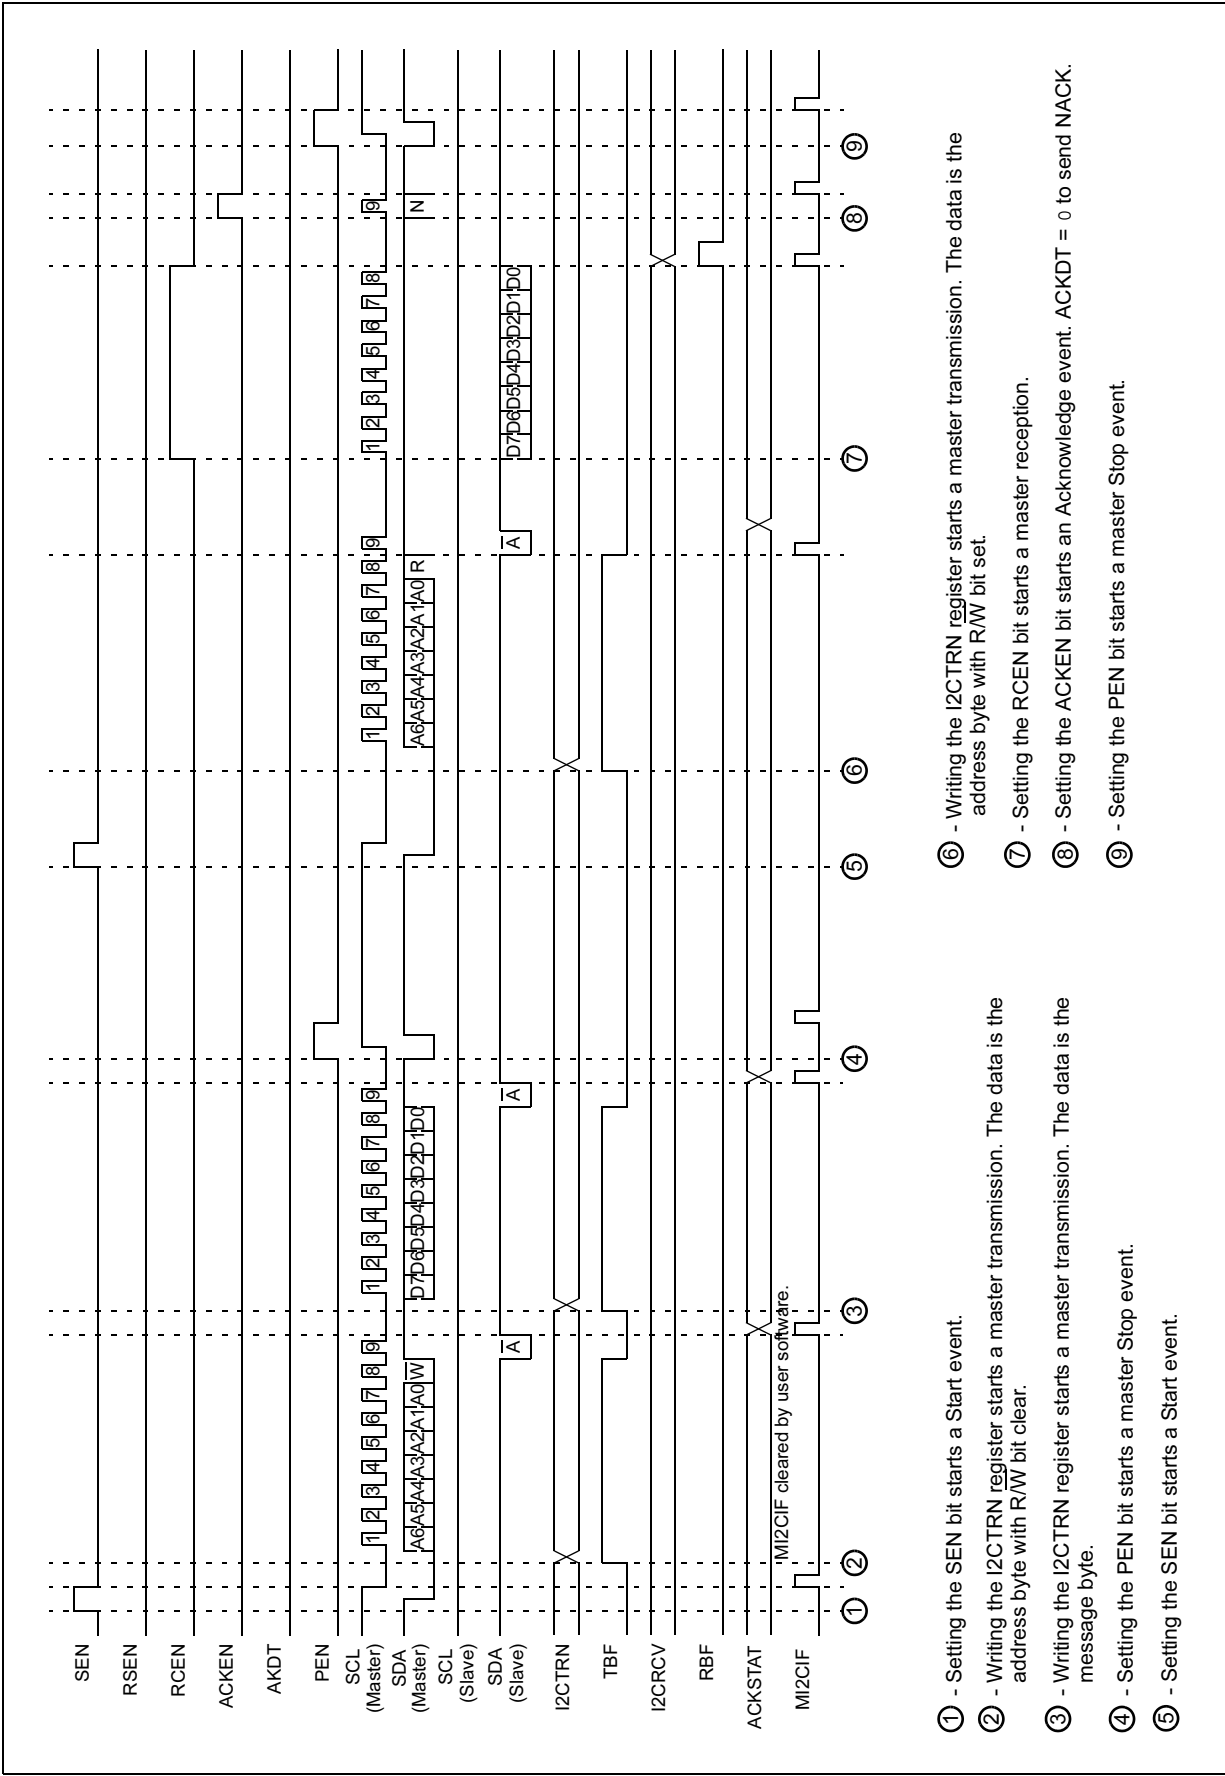 SEN
RSEN
RCEN
ACKEN
AKDT
PEN
SCL
(Master)
1 2 3 4 5 6 7 8 9
1 2 3 4 5 6 7 8 9
1 2 3 4 5 6 7 8 9
1 2 3 4 5 6 7 8
9
SDA
(Master)
A6 A5 A4 A3 A2 A1 A0 W
D7 D6 D5 D4 D3 D2 D1 D0
A6 A5 A4 A3 A2 A1 A0 R
N
SCL
(Slave)
SDA
(Slave)
A
A
A
D7 D6 D5 D4 D3 D2 D1 D0
I2CTRN
TBF
I2CRCV
RBF
ACKSTAT
MI2CIF cleared by user software.
MI2CIF
1 2 3 4 5 6 7 8 9
1 - Setting the SEN bit starts a Start event.
2 - Writing the I2CTRN register starts a master transmission. The data is the
address byte with R/W bit clear.
3 - Writing the I2CTRN register starts a master transmission. The data is the
message byte.
4 - Setting the PEN bit starts a master Stop event.
5 - Setting the SEN bit starts a Start event.
6 - Writing the I2CTRN register starts a master transmission. The data is the
address byte with R/W bit set.
7 - Setting the RCEN bit starts a master reception.
8 - Setting the ACKEN bit starts an Acknowledge event. ACKDT = 0 to send NACK.
9 - Setting the PEN bit starts a master Stop event.